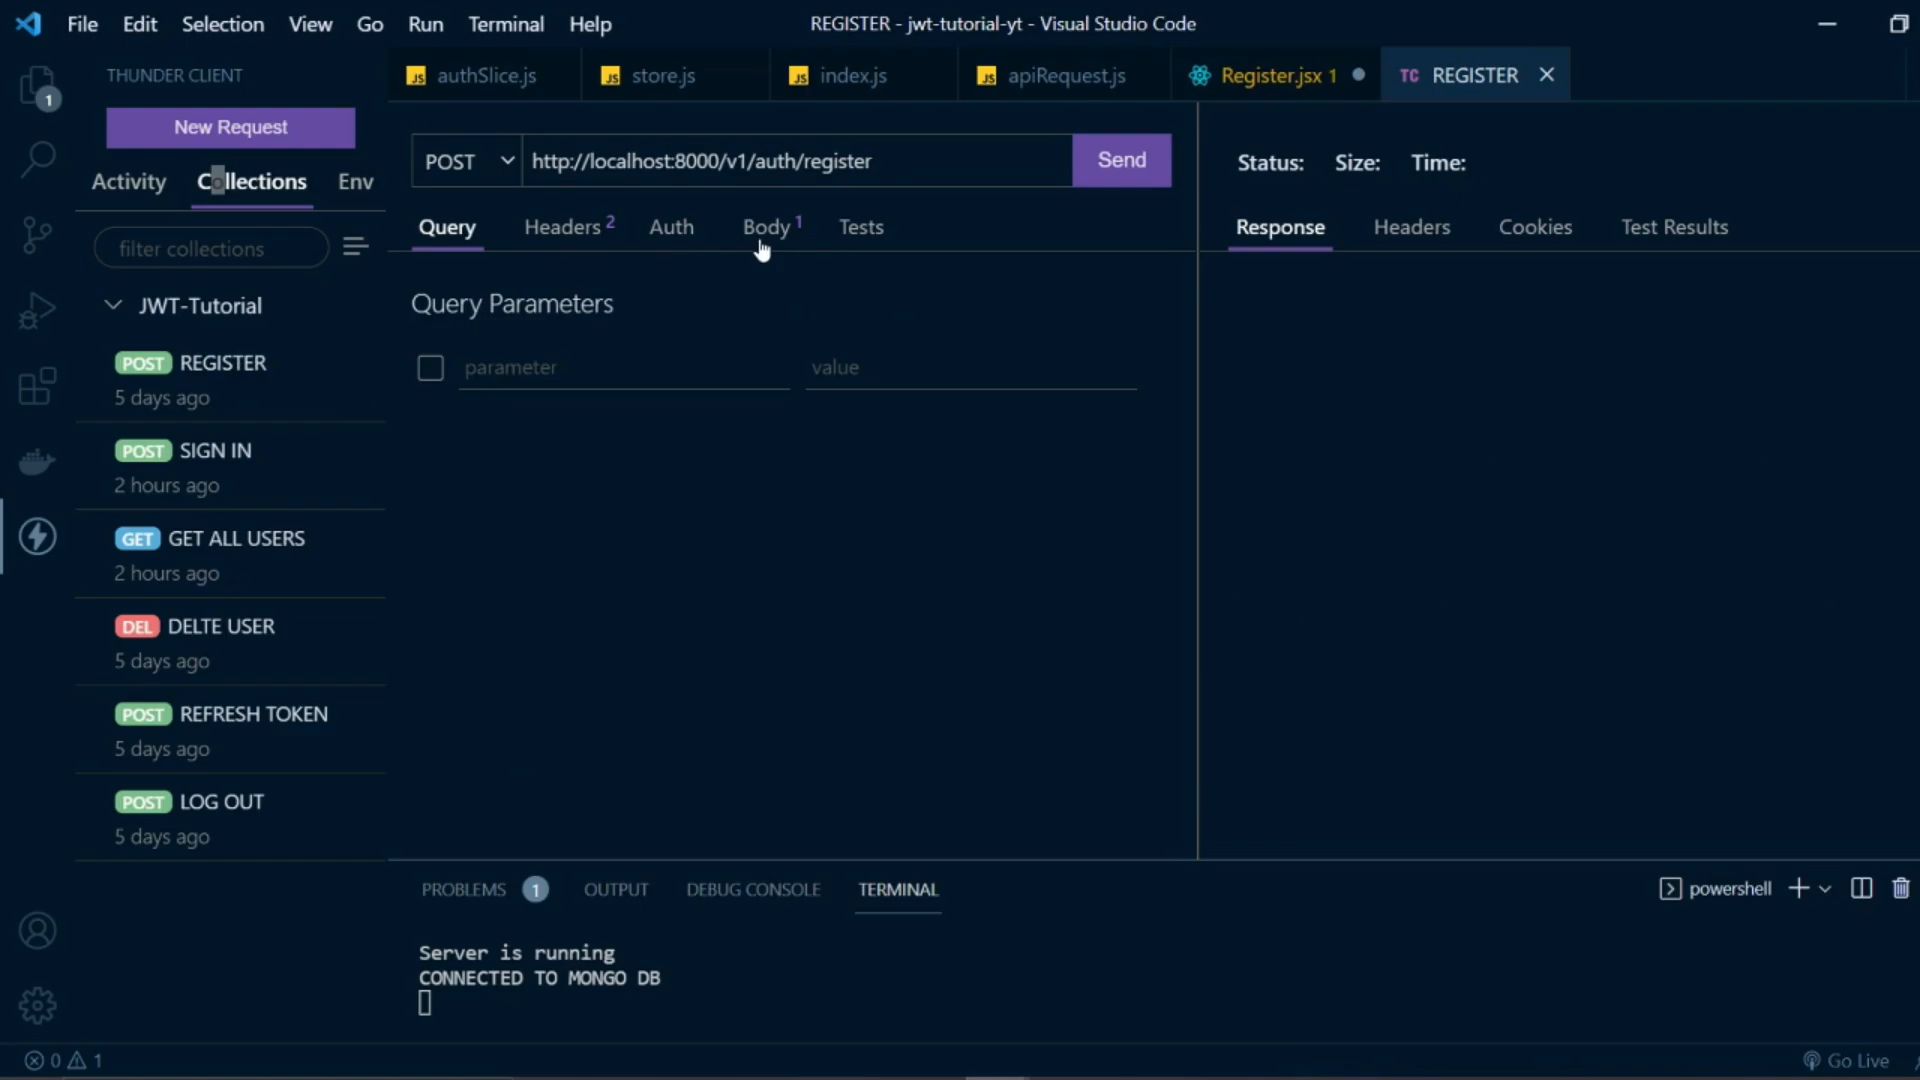 File Edit Selection View Go Run Terminal Help
REGISTER - jwt-tutorial-yt - Visual Studio Code
THUNDER CLIENT
JS authSlice.js
JS store.js
JS index.js
JS apiRequest.js
Register.jsx 1
TC REGISTER
1
New Request
Activity Collections Env
filter collections
JWT-Tutorial
POST REGISTER
5 days ago
POST SIGN IN
2 hours ago
GET GET ALL USERS
2 hours ago
DEL DELTE USER
5 days ago
POST REFRESH TOKEN
5 days ago
POST LOG OUT
5 days ago
POST http://localhost:8000/v1/auth/register Send
Query Headers 2 Auth Body 1 Tests
Query Parameters
parameter value
Status: Size: Time:
Response Headers Cookies Test Results
PROBLEMS 1 OUTPUT DEBUG CONSOLE TERMINAL
powershell
Server is running
CONNECTED TO MONGO DB
0 1
Go Live